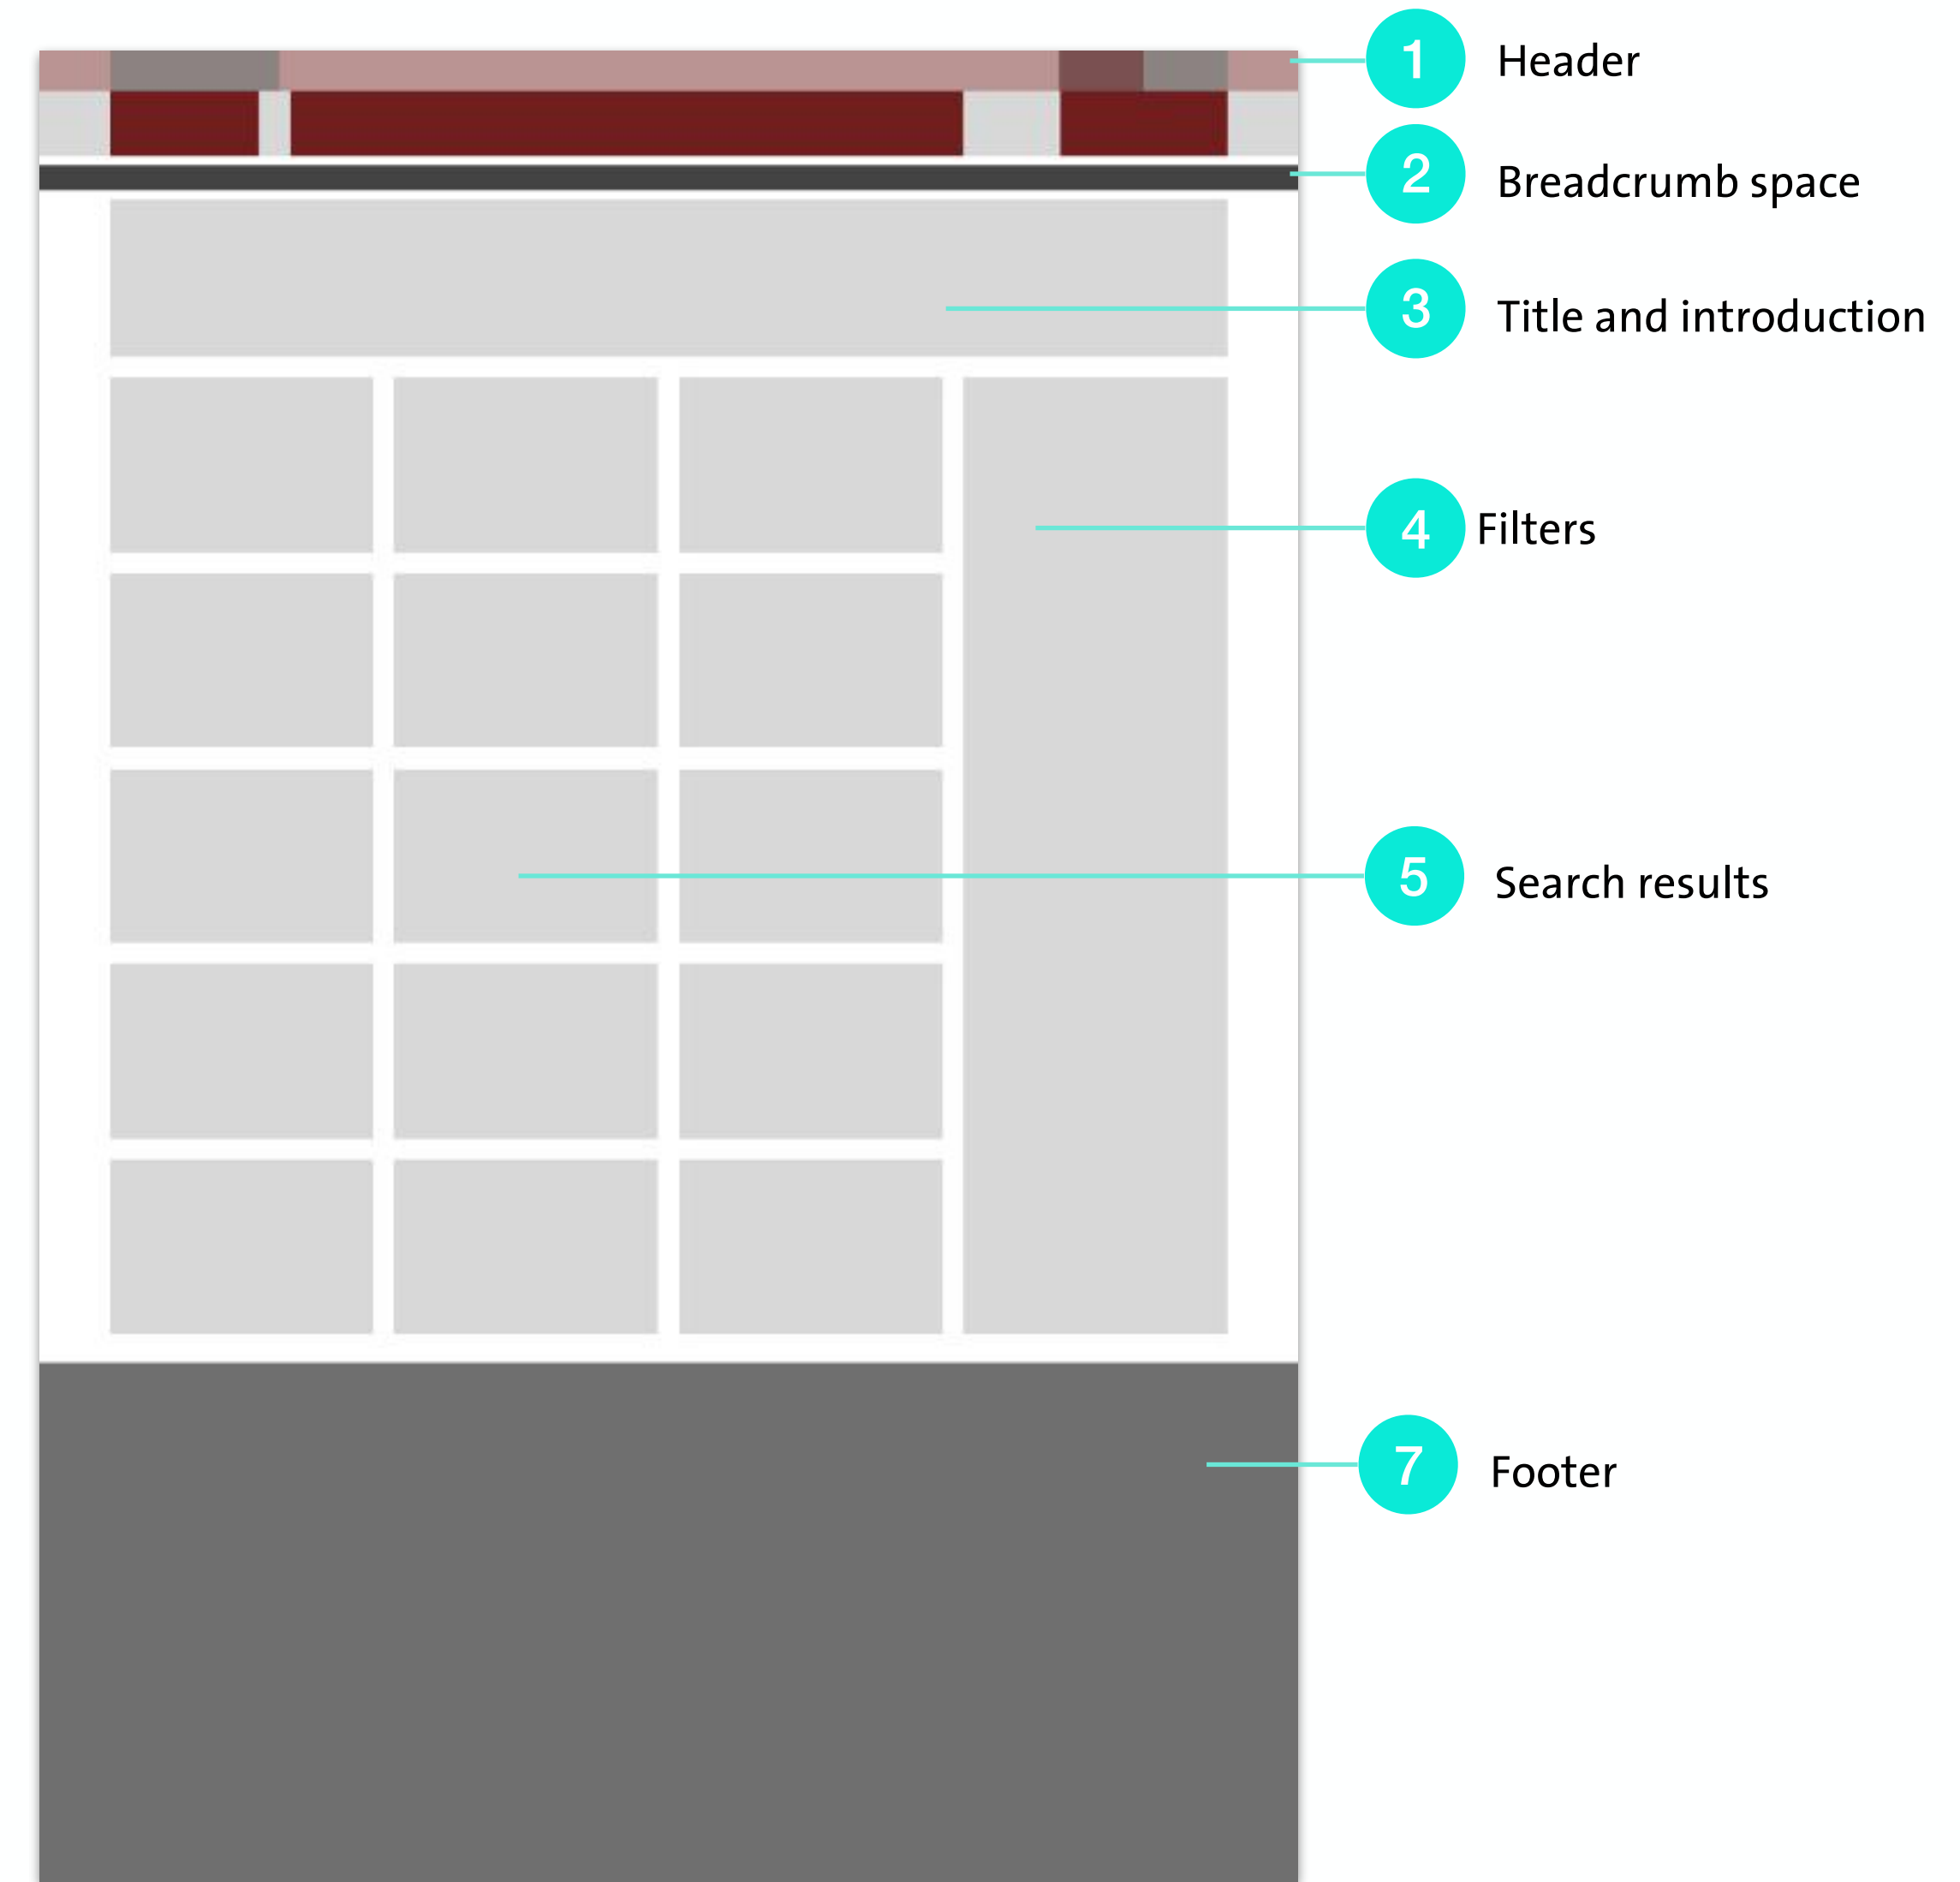 1 Header
2 Breadcrumb space
3 Title and introduction
4 Filters
5 Search results
7 Footer